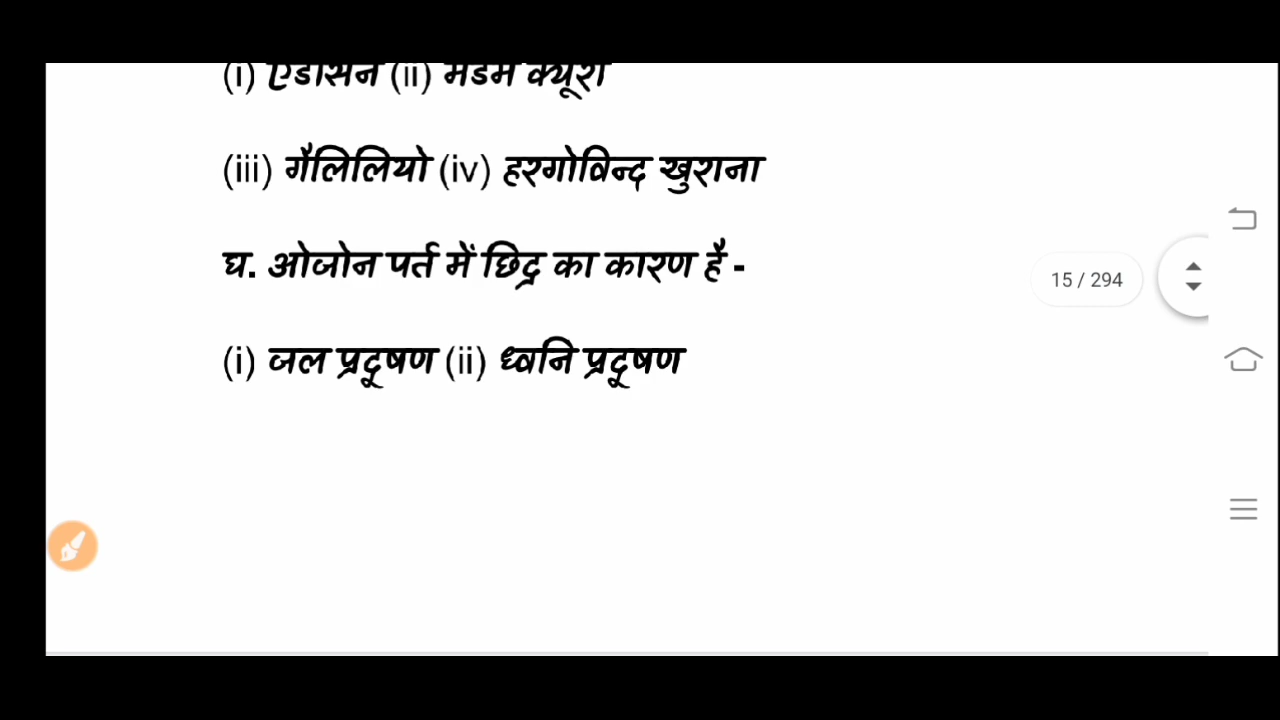 (i) एडीसन (ii) मैडम क्यूरी
(iii) गैलिलियो (iv) हरगोविन्द खुराना
घ. ओजोन पर्त में छिद्र का कारण है -
15 / 294
(i) जल प्रदूषण (ii) ध्वनि प्रदूषण